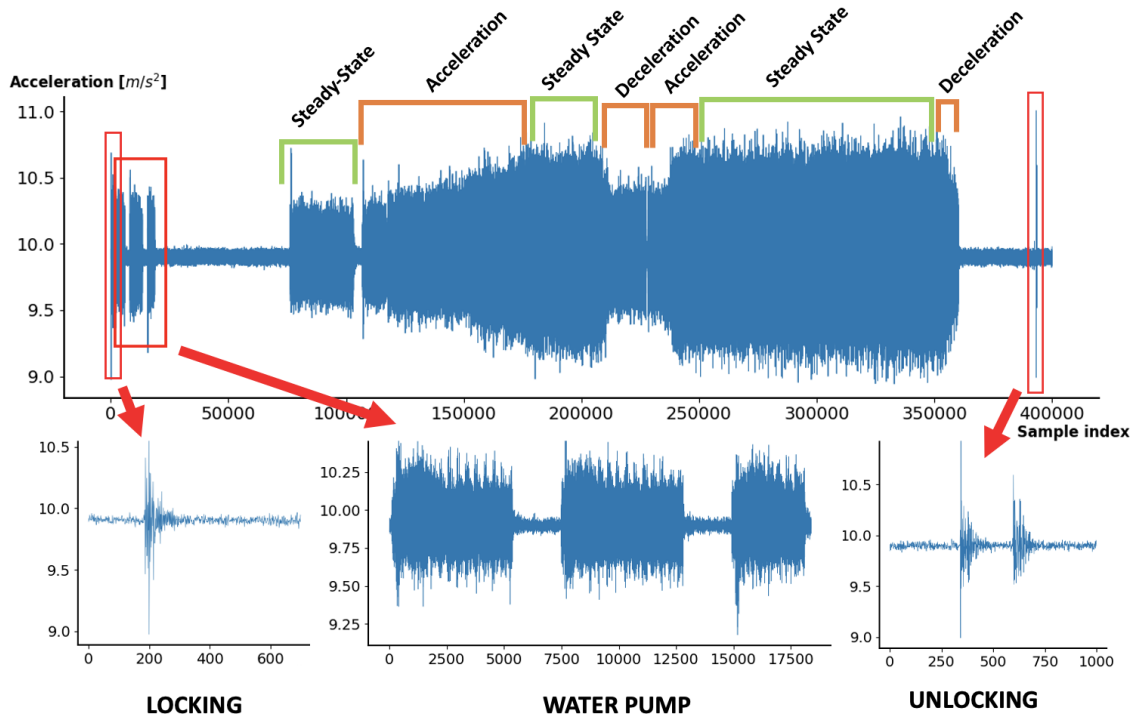 Steady-State
Acceleration
Steady State
Deceleration
Acceleration
Steady State
Deceleration
Acceleration [m/s²]
11.0
10.5
10.0
9.5
9.0
0 50000 10000 150000 200000 250000 300000 350000 400000
Sample index
10.5
10.0
9.5
9.0
0 200 400 600
LOCKING
10.25
10.00
9.75
9.50
9.25
0 2500 5000 7500 10000 12500 15000 17500
WATER PUMP
10.5
10.0
9.5
9.0
0 250 500 750 1000
UNLOCKING